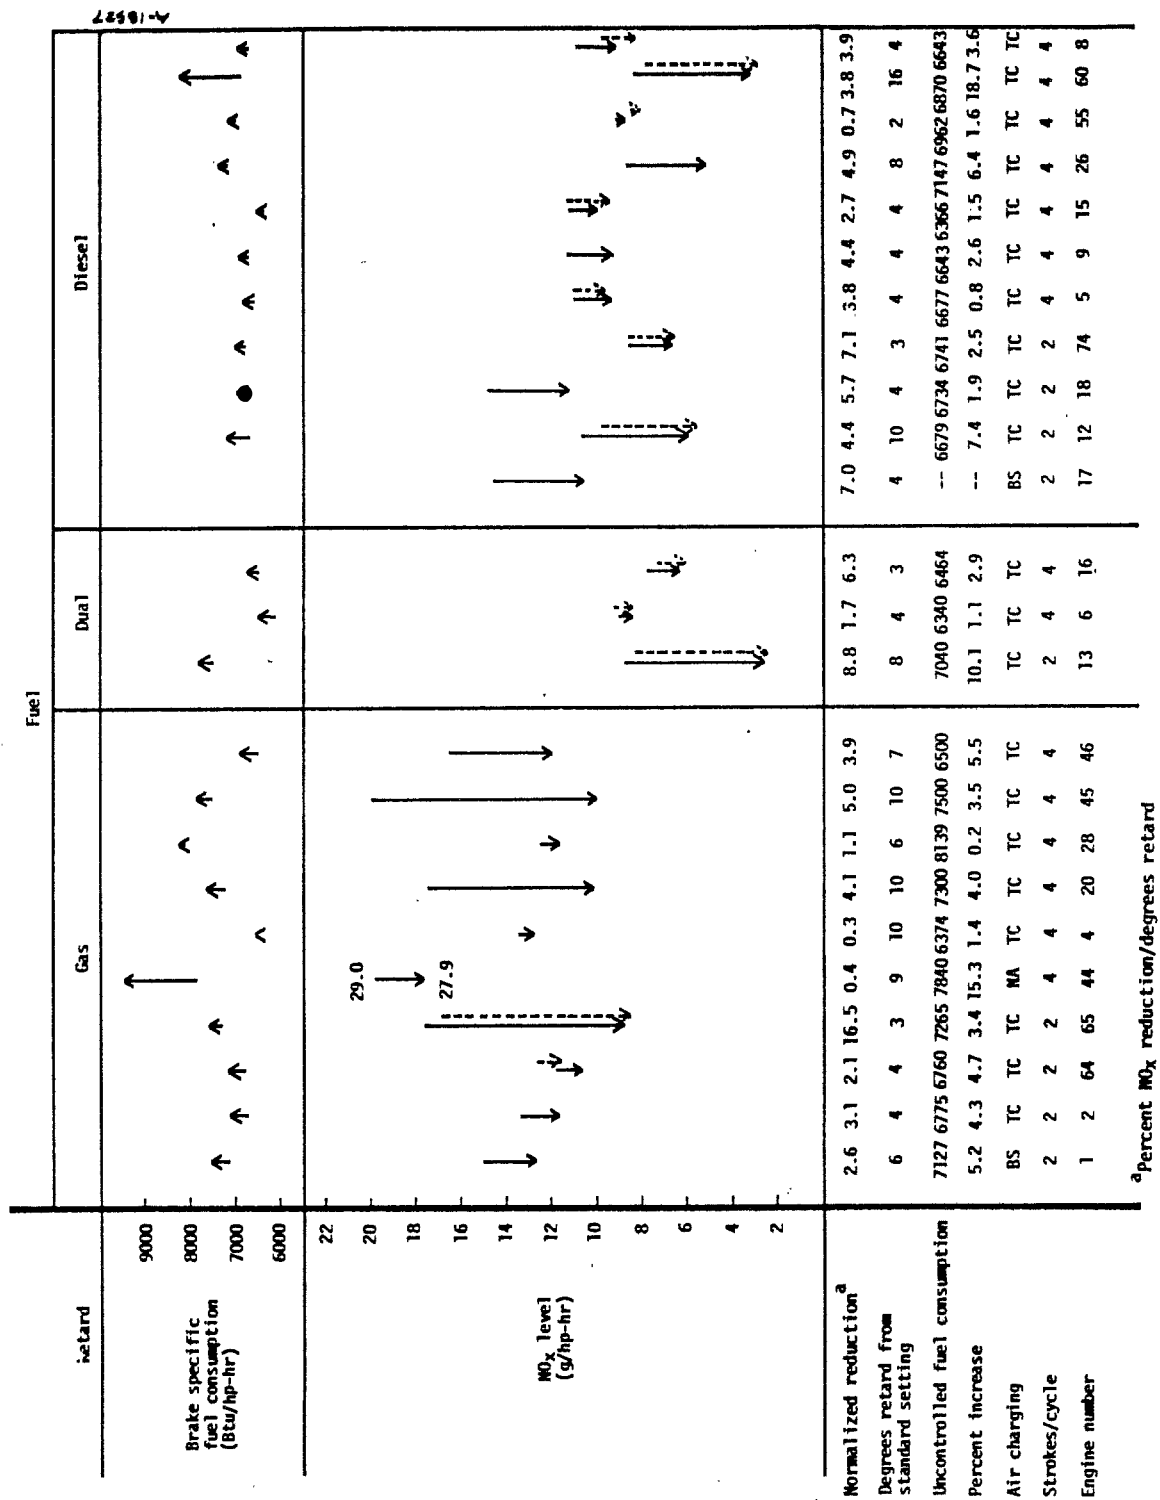 A-18527
Fuel
Retard Gas Dual Diesel
Brake specific
fuel consumption
(Btu/hp-hr)
9000
8000
7000
6000
NOx level
(g/hp-hr)
22
20
18
16
14
12
10
8
6
4
2
29.0
27.9
Normalized reductionᵃ 2.6 3.1 2.1 16.5 0.4 0.3 4.1 1.1 5.0 3.9 8.8 1.7 6.3 7.0 4.4 5.7 7.1 3.8 4.4 2.7 4.9 0.7 3.8 3.9
Degrees retard from
standard setting 6 4 4 3 9 10 10 6 10 7 8 4 3 4 10 4 3 4 4 4 8 2 16 4
Uncontrolled fuel consumption 7127 6775 6760 7265 7840 6374 7300 8139 7500 6500 7040 6340 6464 -- 6679 6734 6741 6677 6643 6366 7147 6962 6870 6643
Percent increase 5.2 4.3 4.7 3.4 15.3 1.4 4.0 0.2 3.5 5.5 10.1 1.1 2.9 -- 7.4 1.9 2.5 0.8 2.6 1.5 6.4 1.6 18.7 3.6
Air charging BS TC TC TC NA TC TC TC TC TC TC TC TC BS TC TC TC TC TC TC TC TC TC TC
Strokes/cycle 2 2 2 2 4 4 4 4 4 4 2 4 4 2 2 2 2 4 4 4 4 4 4 4
Engine number 1 2 64 65 44 4 20 28 45 46 13 6 16 17 12 18 74 5 9 15 26 55 60 8
ᵃPercent NOx reduction/degrees retard